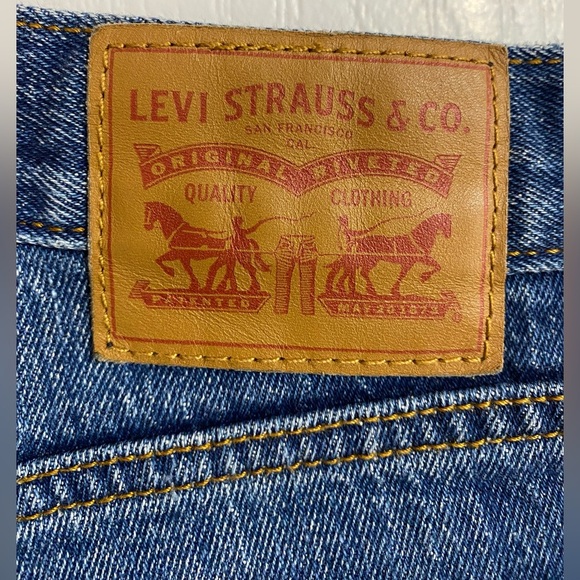 LEVI STRAUSS & CO.
SAN FRANCISCO
CAL.
ORIGINAL RIVETED
QUALITY CLOTHING
PATENTED MAY 20 1873
®